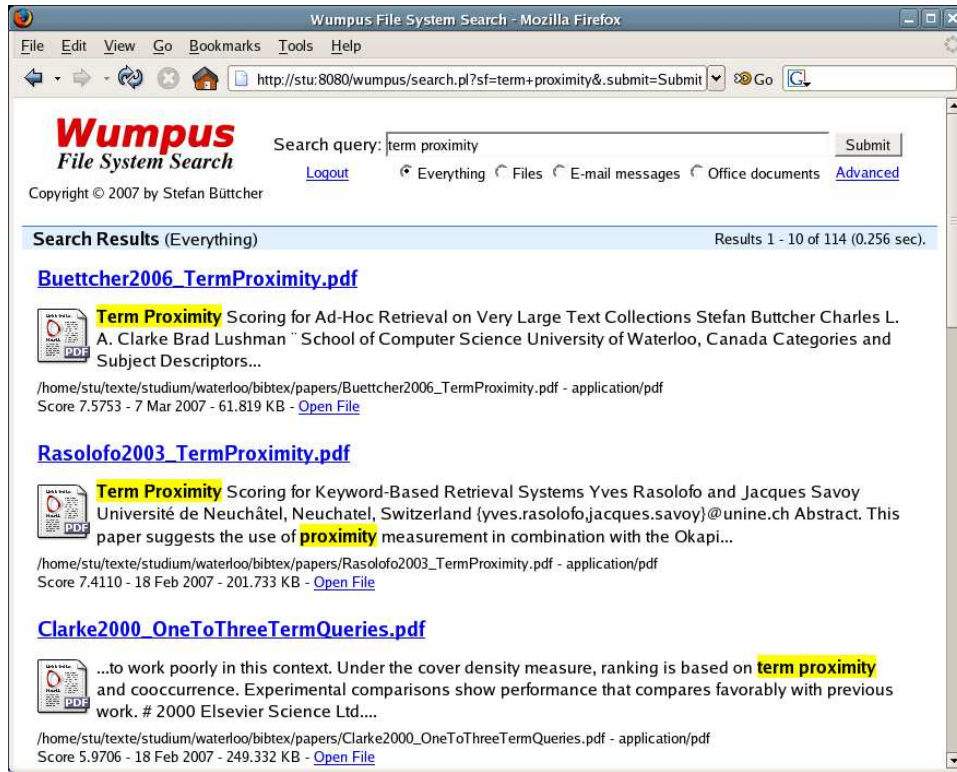 Wumpus File System Search - Mozilla Firefox
File Edit View Go Bookmarks Tools Help
http://stu:8080/wumpus/search.pl?sf=term+proximity&.submit=Submit Go G
Wumpus
File System Search
Copyright © 2007 by Stefan Büttcher
Search query: term proximity Submit
Logout Everything Files E-mail messages Office documents Advanced
Search Results (Everything) Results 1 - 10 of 114 (0.256 sec).
Buettcher2006_TermProximity.pdf
PDF
Term Proximity Scoring for Ad-Hoc Retrieval on Very Large Text Collections Stefan Buttcher Charles L.
A. Clarke Brad Lushman ¨ School of Computer Science University of Waterloo, Canada Categories and
Subject Descriptors...
/home/stu/texte/studium/waterloo/bibtex/papers/Buettcher2006_TermProximity.pdf - application/pdf
Score 7.5753 - 7 Mar 2007 - 61.819 KB - Open File
Rasolofo2003_TermProximity.pdf
PDF
Term Proximity Scoring for Keyword-Based Retrieval Systems Yves Rasolofo and Jacques Savoy
Université de Neuchâtel, Neuchatel, Switzerland {yves.rasolofo,jacques.savoy}@unine.ch Abstract. This
paper suggests the use of proximity measurement in combination with the Okapi...
/home/stu/texte/studium/waterloo/bibtex/papers/Rasolofo2003_TermProximity.pdf - application/pdf
Score 7.4110 - 18 Feb 2007 - 201.733 KB - Open File
Clarke2000_OneToThreeTermQueries.pdf
PDF
...to work poorly in this context. Under the cover density measure, ranking is based on term proximity
and cooccurrence. Experimental comparisons show performance that compares favorably with previous
work. # 2000 Elsevier Science Ltd....
/home/stu/texte/studium/waterloo/bibtex/papers/Clarke2000_OneToThreeTermQueries.pdf - application/pdf
Score 5.9706 - 18 Feb 2007 - 249.332 KB - Open File